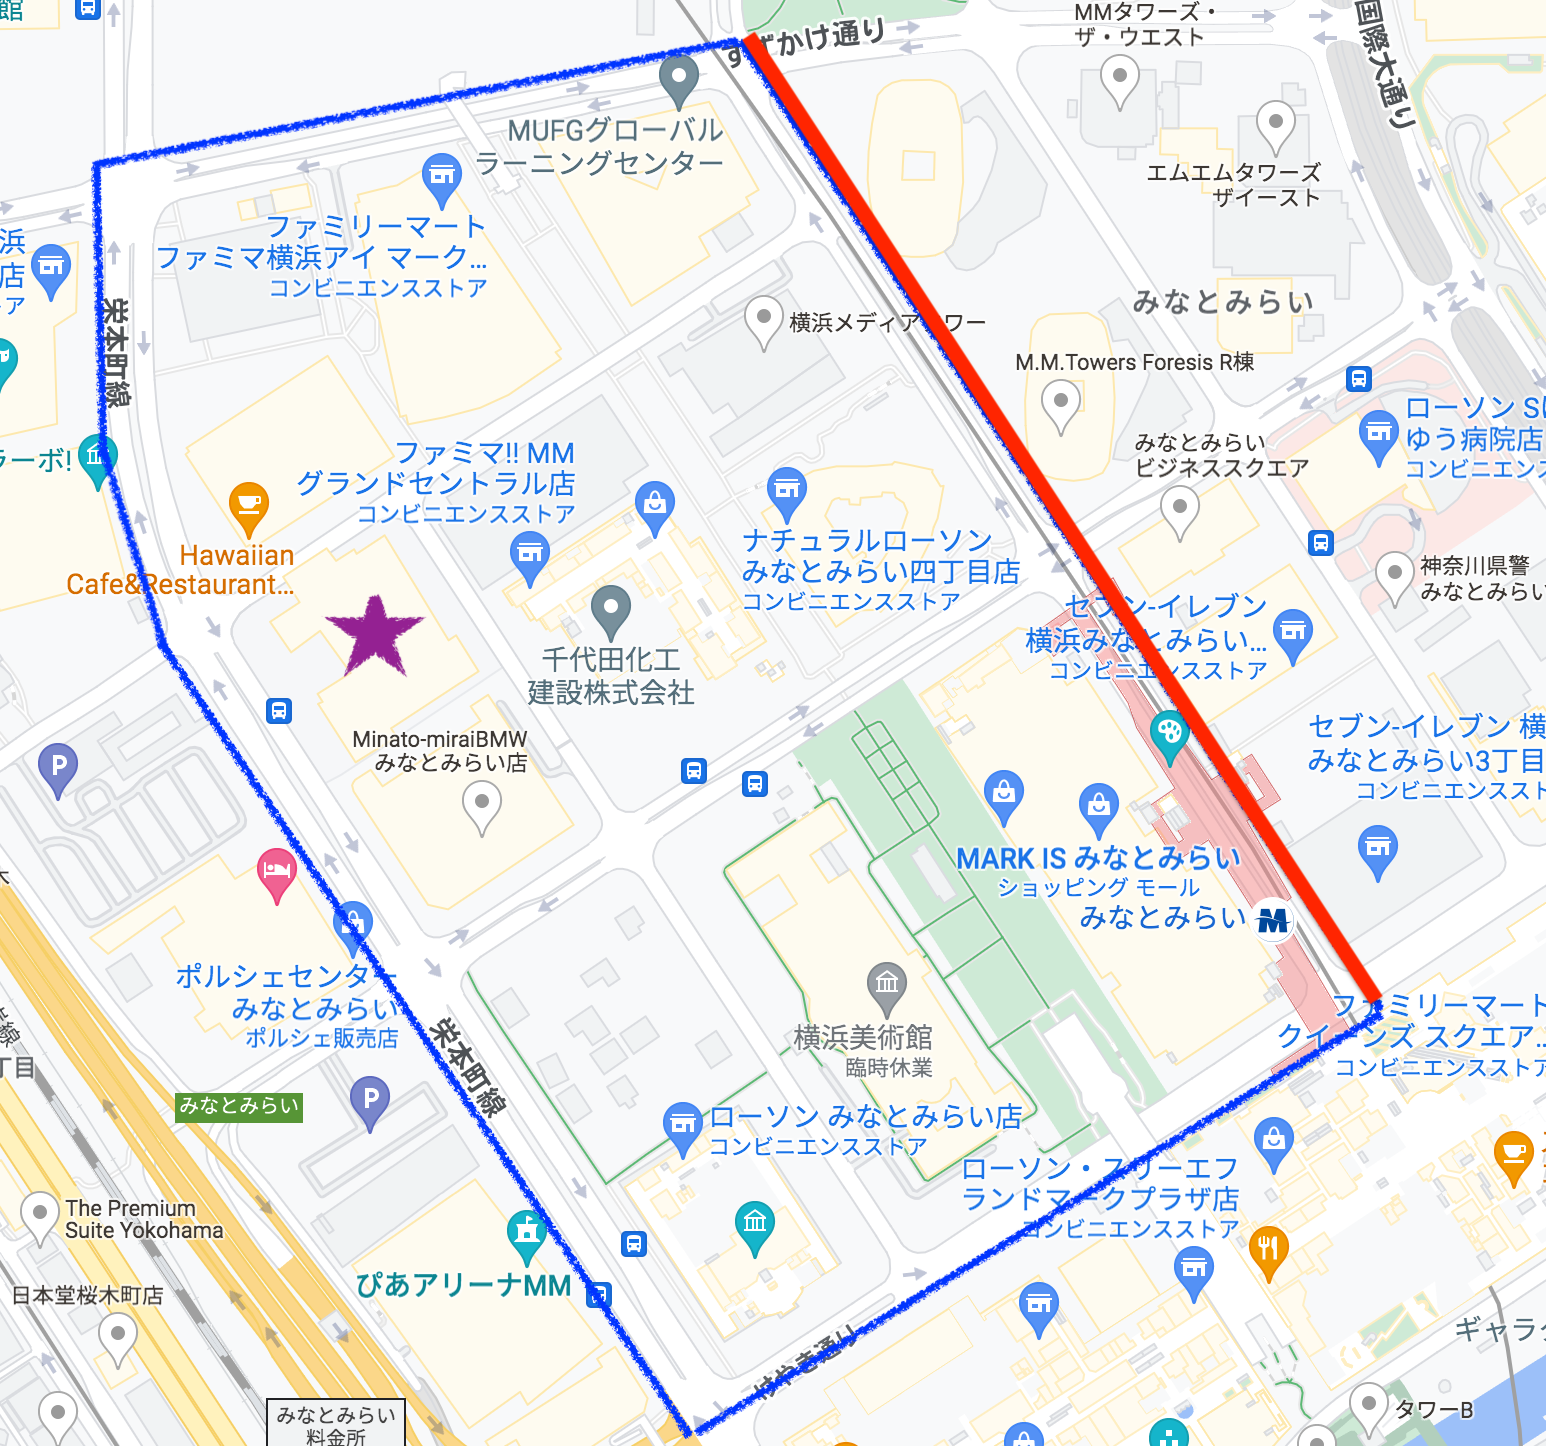 館
MMタワーズ・
ザ・ウエスト
国際大通り
すずかけ通り
MUFGグローバル
ラーニングセンター
エムエムタワーズ
ザイースト
ファミリーマート
ファミマ横浜アイ マーク...
コンビニエンスストア
浜
店
ア
栄本町線
みなとみらい
横浜メディアタワー
M.M.Towers Foresis R棟
ローソン
ゆう病院店
コンビニエンス
みなとみらい
ビジネススクエア
ラーボ!
ファミマ!! MM
グランドセントラル店
コンビニエンスストア
Hawaiian
Cafe&Restaurant...
ナチュラルローソン
みなとみらい四丁目店
コンビニエンスストア
神奈川県警
みなとみらい
セブン-イレブン
横浜みなとみらい...
コンビニエンスストア
千代田化工
建設株式会社
Minato-miraiBMW
みなとみらい店
セブン-イレブン 横
みなとみらい3丁目
コンビニエンススト
P
MARK IS みなとみらい
ショッピング モール
みなとみらい
ポルシェセンター
みなとみらい
ポルシェ販売店
横浜美術館
臨時休業
ファミリーマート
クイーンズ スクエア...
コンビニエンスストア
栄本町線
丁目
みなとみらい
P
ローソン みなとみらい店
コンビニエンスストア
ローソン・スリーエフ
ランドマークプラザ店
コンビニエンスストア
The Premium
Suite Yokohama
ぴあアリーナMM
日本堂桜木町店
けやき通り
ギャラク
タワーB
みなとみらい
料金所